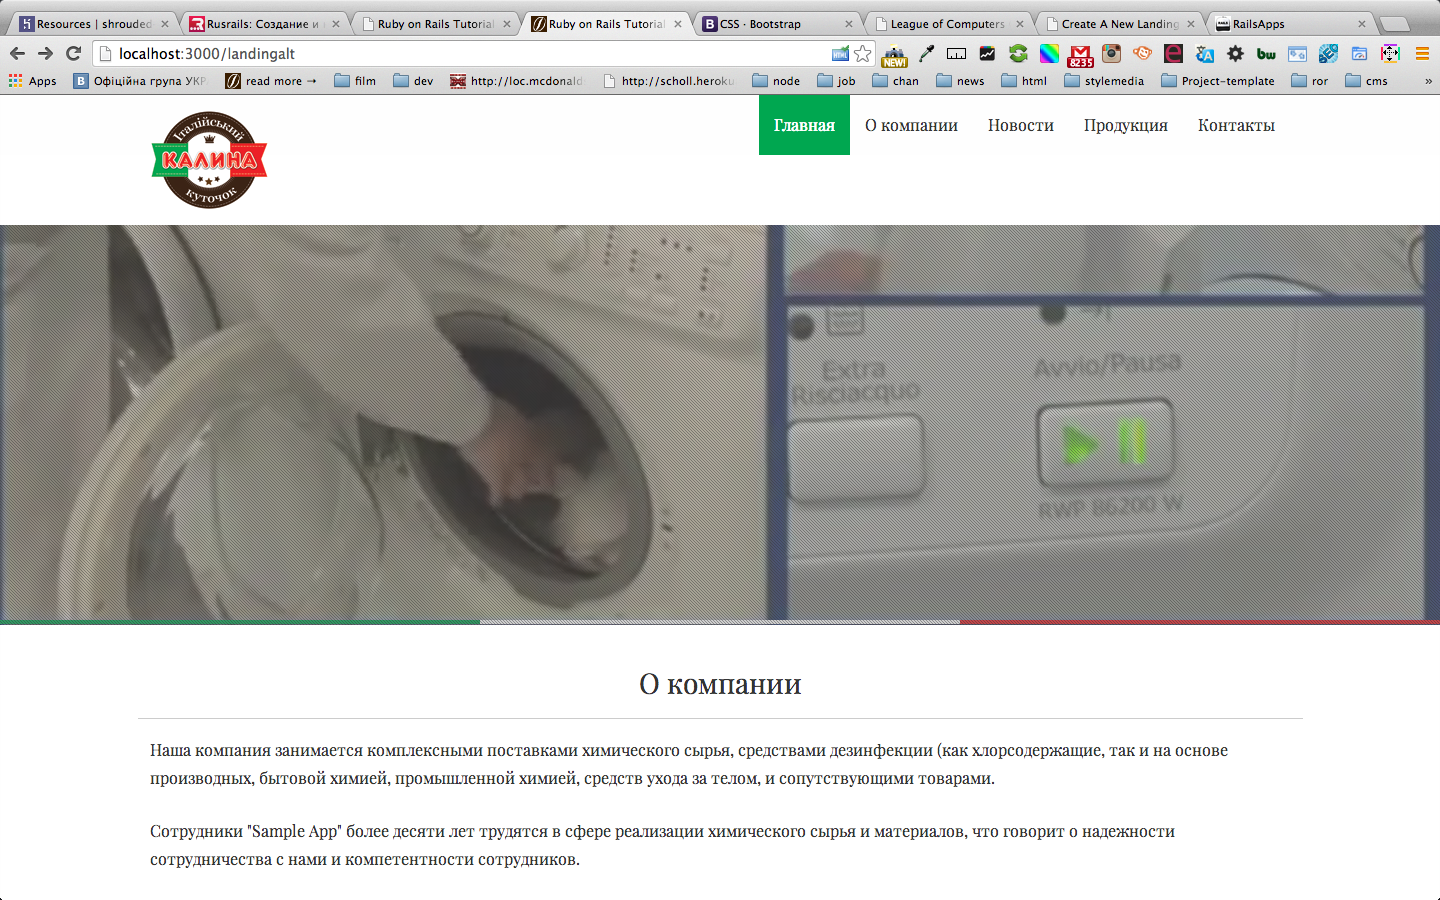 Resources | shrouded
Rusrails: Создание и
Ruby on Rails Tutorial
Ruby on Rails Tutorial
CSS · Bootstrap
League of Computers
Create A New Landing
RailsApps
localhost:3000/landingalt
NEW!
8235
bw
Apps
Офіційна група УКР
read more →
film
dev
http://loc.mcdonald
http://scholl.heroku
node
job
chan
news
html
stylemedia
Project-template
ror
cms
»
Італійський
КАЛИНА
куточок
Главная
О компании
Новости
Продукция
Контакты
Extra
Risciacquo
Avvio/Pausa
RWP 86200 W
О компании
Наша компания занимается комплексными поставками химического сырья, средствами дезинфекции (как хлорсодержащие, так и на основе
производных, бытовой химией, промышленной химией, средств ухода за телом, и сопутствующими товарами.
Сотрудники "Sample App" более десяти лет трудятся в сфере реализации химического сырья и материалов, что говорит о надежности
сотрудничества с нами и компетентности сотрудников.